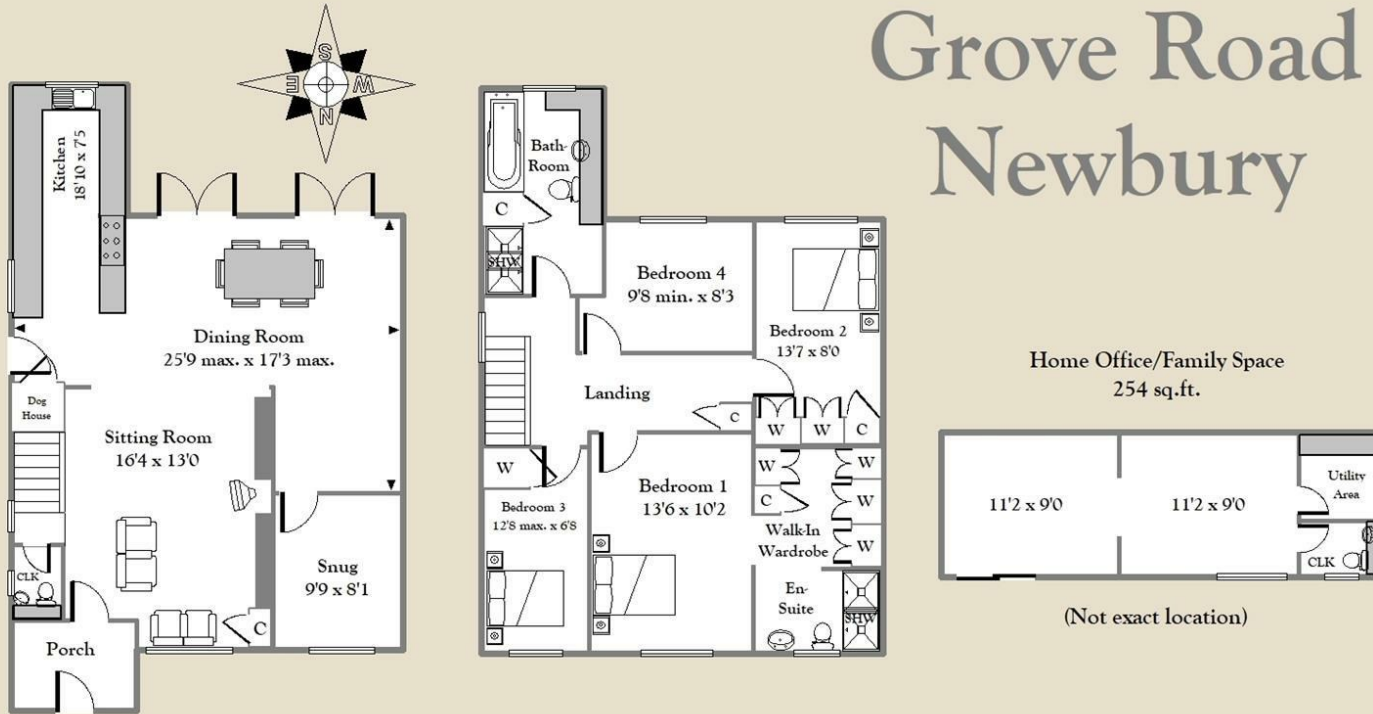 Grove Road
Newbury
S
E
W
N
Kitchen
18'10 x 7'5
Dining Room
25'9 max. x 17'3 max.
Dog
House
Sitting Room
16'4 x 13'0
CLK
Snug
9'9 x 8'1
C
Porch
Bath-
Room
C
SHW
Bedroom 4
9'8 min. x 8'3
Bedroom 2
13'7 x 8'0
Landing
C
W
W
C
W
Bedroom 3
12'8 max. x 6'8
Bedroom 1
13'6 x 10'2
W
W
C
W
Walk-In
Wardrobe
W
En-
Suite
SHW
Home Office/Family Space
254 sq.ft.
11'2 x 9'0
11'2 x 9'0
Utility
Area
CLK
(Not exact location)